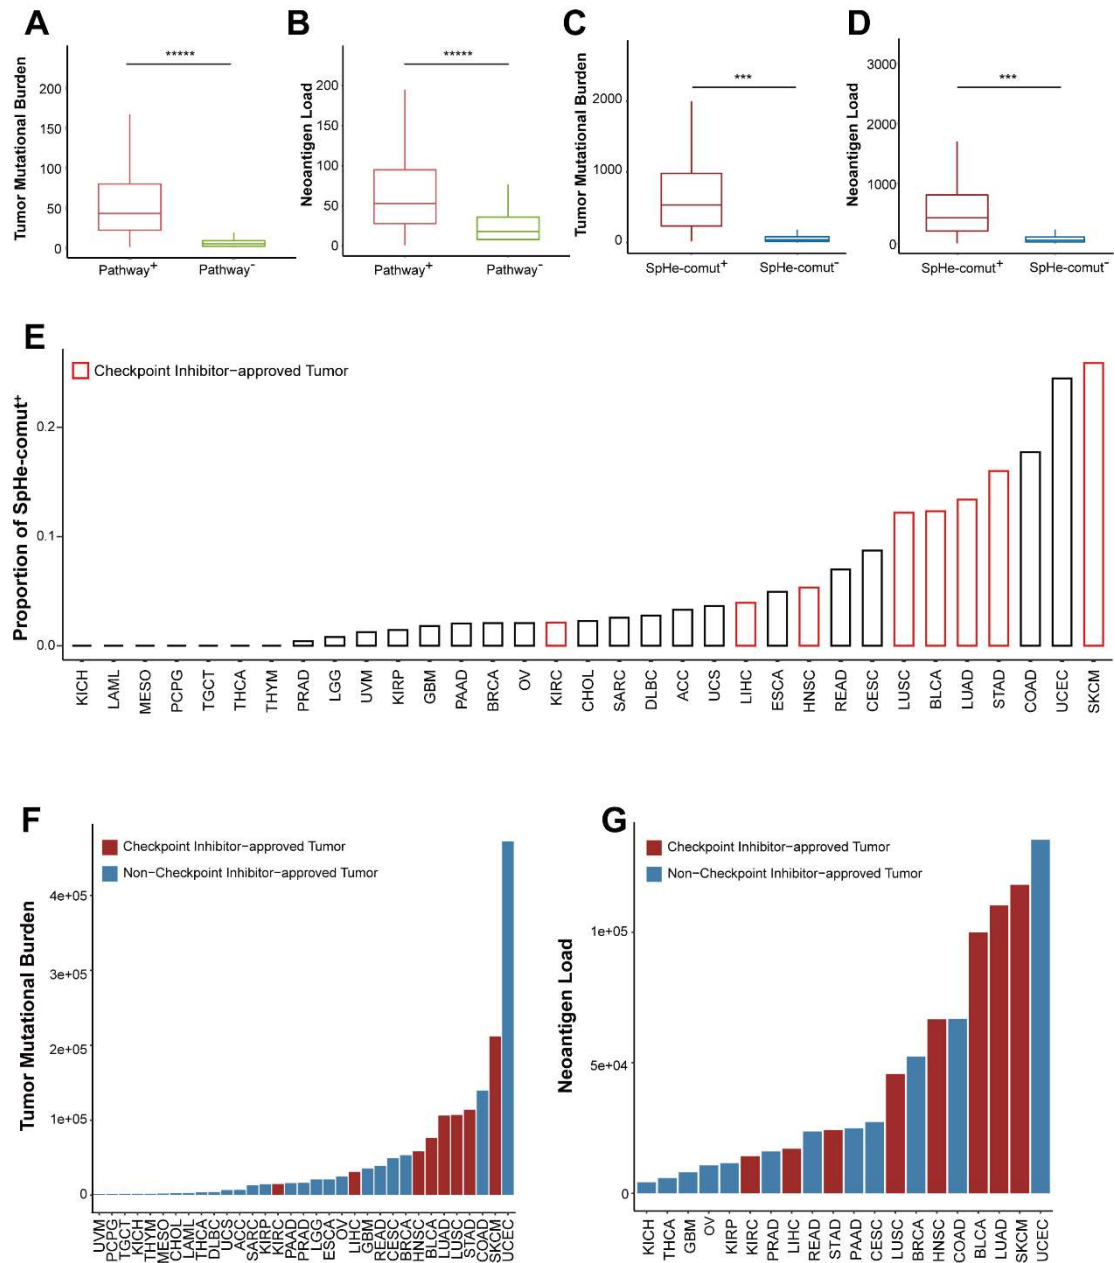 A
Tumor Mutational Burden
*****
200
150
100
50
0
Pathway+
Pathway-
B
Neoantigen Load
*****
200
150
100
50
0
Pathway+
Pathway-
C
Tumor Mutational Burden
***
2000
1000
0
SpHe-comut+
SpHe-comut-
D
Neoantigen Load
***
3000
2000
1000
0
SpHe-comut+
SpHe-comut-
E
Checkpoint Inhibitor-approved Tumor
Proportion of SpHe-comut+
0.2
0.1
0.0
KICH
LAML
MESO
PCPG
TGCT
THCA
THYM
PRAD
LGG
UVM
KIRP
GBM
PAAD
BRCA
OV
KIRC
CHOL
SARC
DLBC
ACC
UCS
LIHC
ESCA
HNSC
READ
CESC
LUSC
BLCA
LUAD
STAD
COAD
UCEC
SKCM
F
Checkpoint Inhibitor-approved Tumor
Non-Checkpoint Inhibitor-approved Tumor
Tumor Mutational Burden
4e+05
3e+05
2e+05
1e+05
0
UVM
PCPG
TGCT
KICH
THYM
MESO
CHOL
LAML
THCA
DLBC
UCS
ACC
SARC
KIRP
KIRC
PAAD
PRAD
LGG
ESCA
OV
LIHC
GBM
READ
CESC
BRCA
HNSC
BLCA
LUAD
LUSC
STAD
COAD
SKCM
UCEC
G
Checkpoint Inhibitor-approved Tumor
Non-Checkpoint Inhibitor-approved Tumor
Neoantigen Load
1e+05
5e+04
0
KICH
THCA
GBM
OV
KIRP
KIRC
PRAD
LIHC
READ
STAD
PAAD
CESC
LUSC
BRCA
HNSC
COAD
BLCA
LUAD
SKCM
UCEC